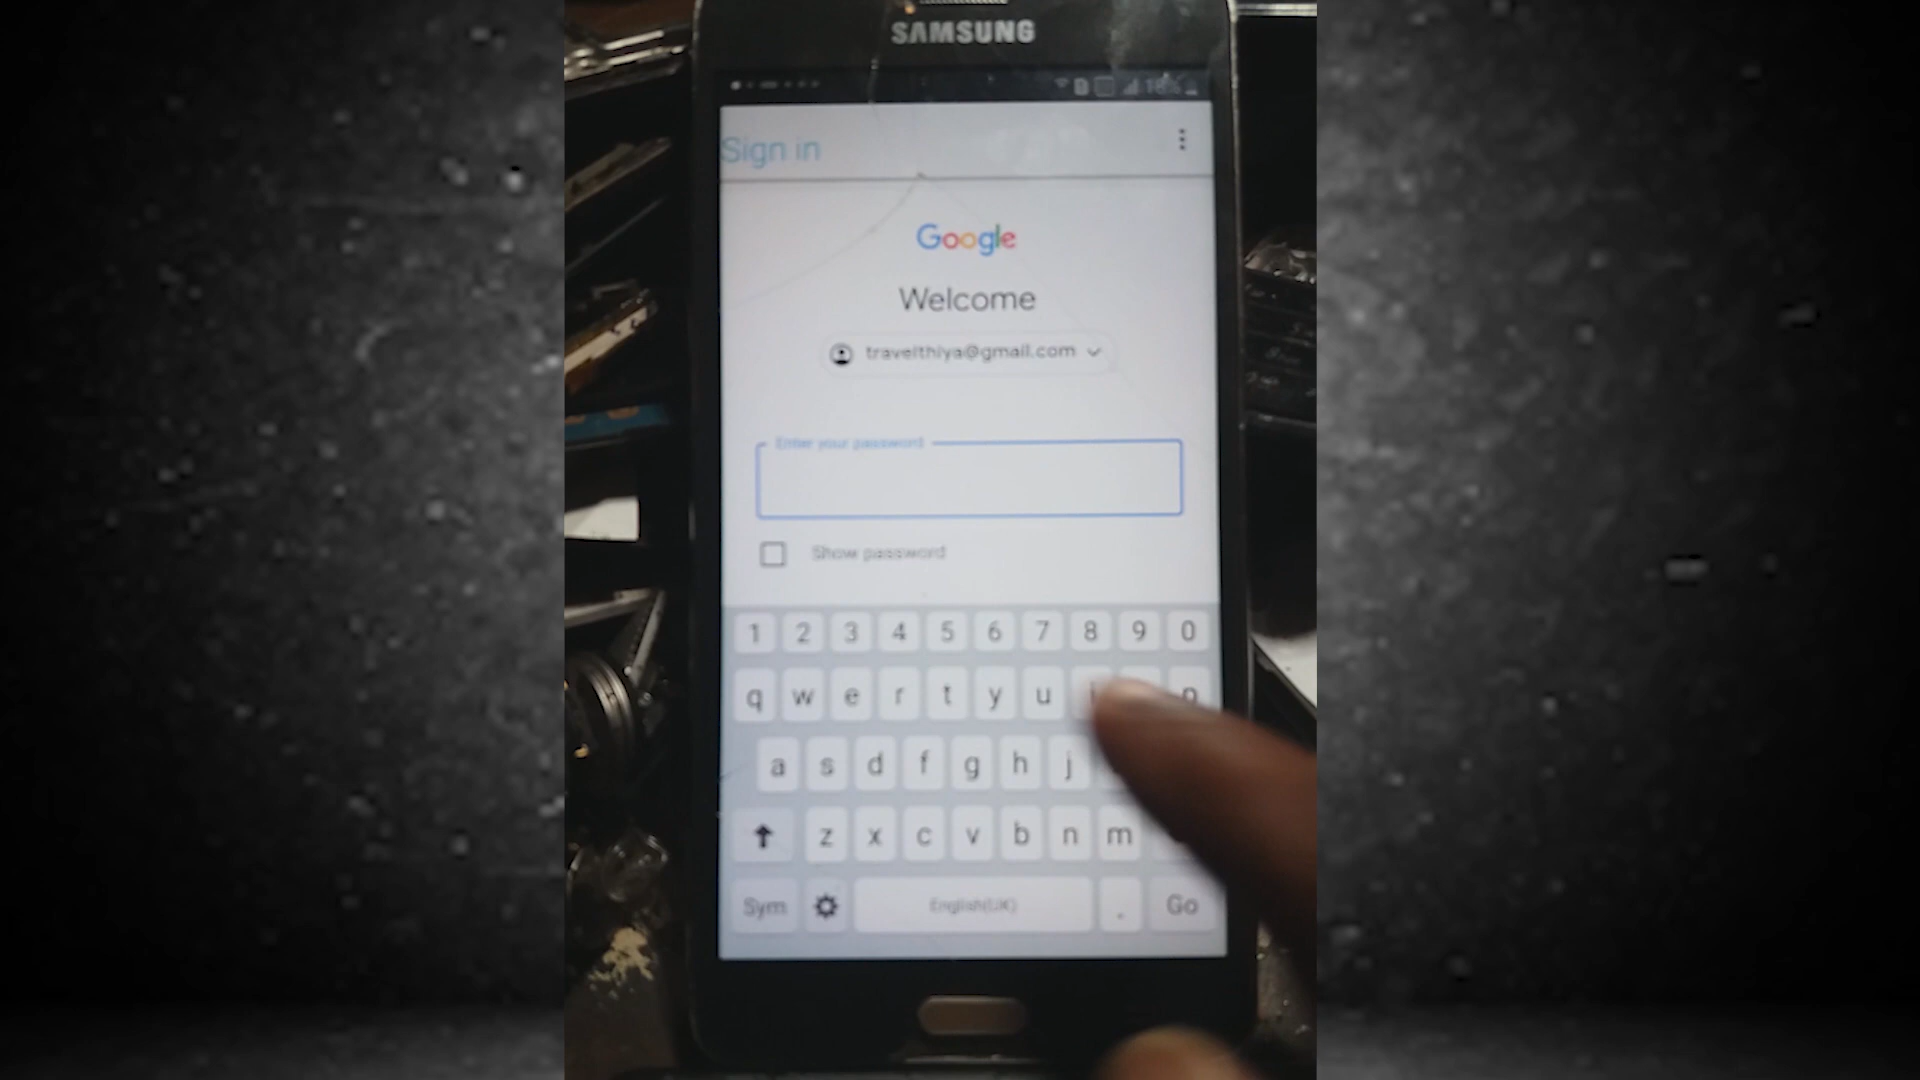 SAMSUNG
18%
Sign in
Google
Welcome
travelthiya@gmail.com
Enter your password
Show password
1 2 3 4 5 6 7 8 9 0
q w e r t y u i p
a s d f g h j
z x c v b n m
Sym English(UK) . Go